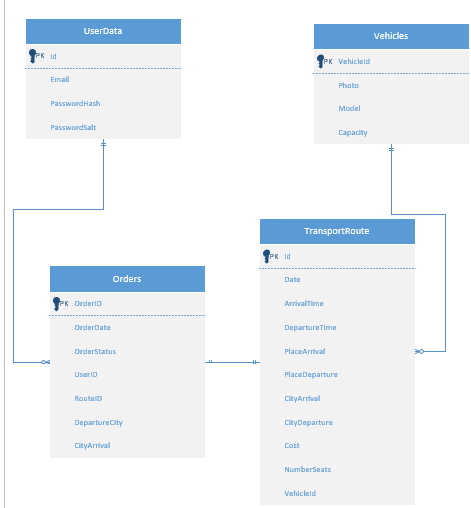 UserData
PK Id
Email
PasswordHash
PasswordSalt
Vehicles
PK VehicleId
Photo
Model
Capacity
Orders
PK OrderID
OrderDate
OrderStatus
UserID
RouteID
DepartureCity
CityArrival
TransportRoute
PK Id
Date
ArrivalTime
DepartureTime
PlaceArrival
PlaceDeparture
CityArrival
CityDeparture
Cost
NumberSeats
VehicleId